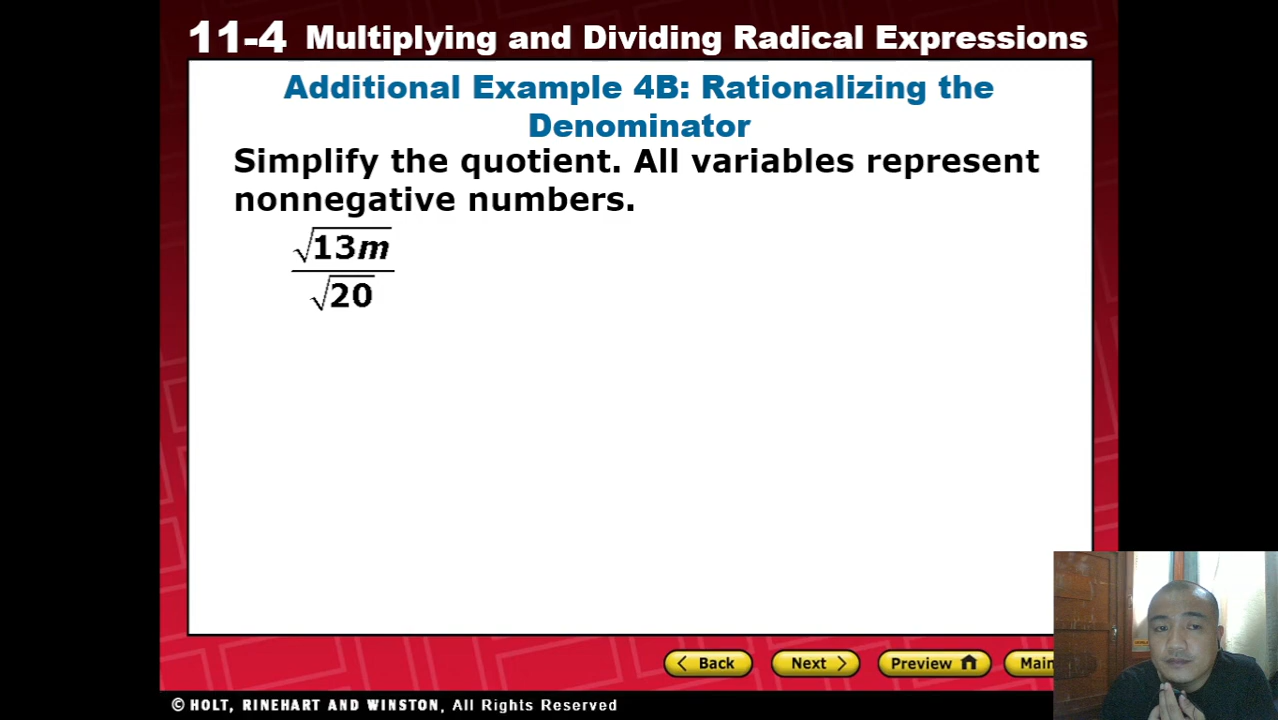 11-4 Multiplying and Dividing Radical Expressions
Additional Example 4B: Rationalizing the
Denominator
Simplify the quotient. All variables represent
nonnegative numbers.
√13m
√20
< Back
Next >
Preview
Main
© HOLT, RINEHART AND WINSTON, All Rights Reserved